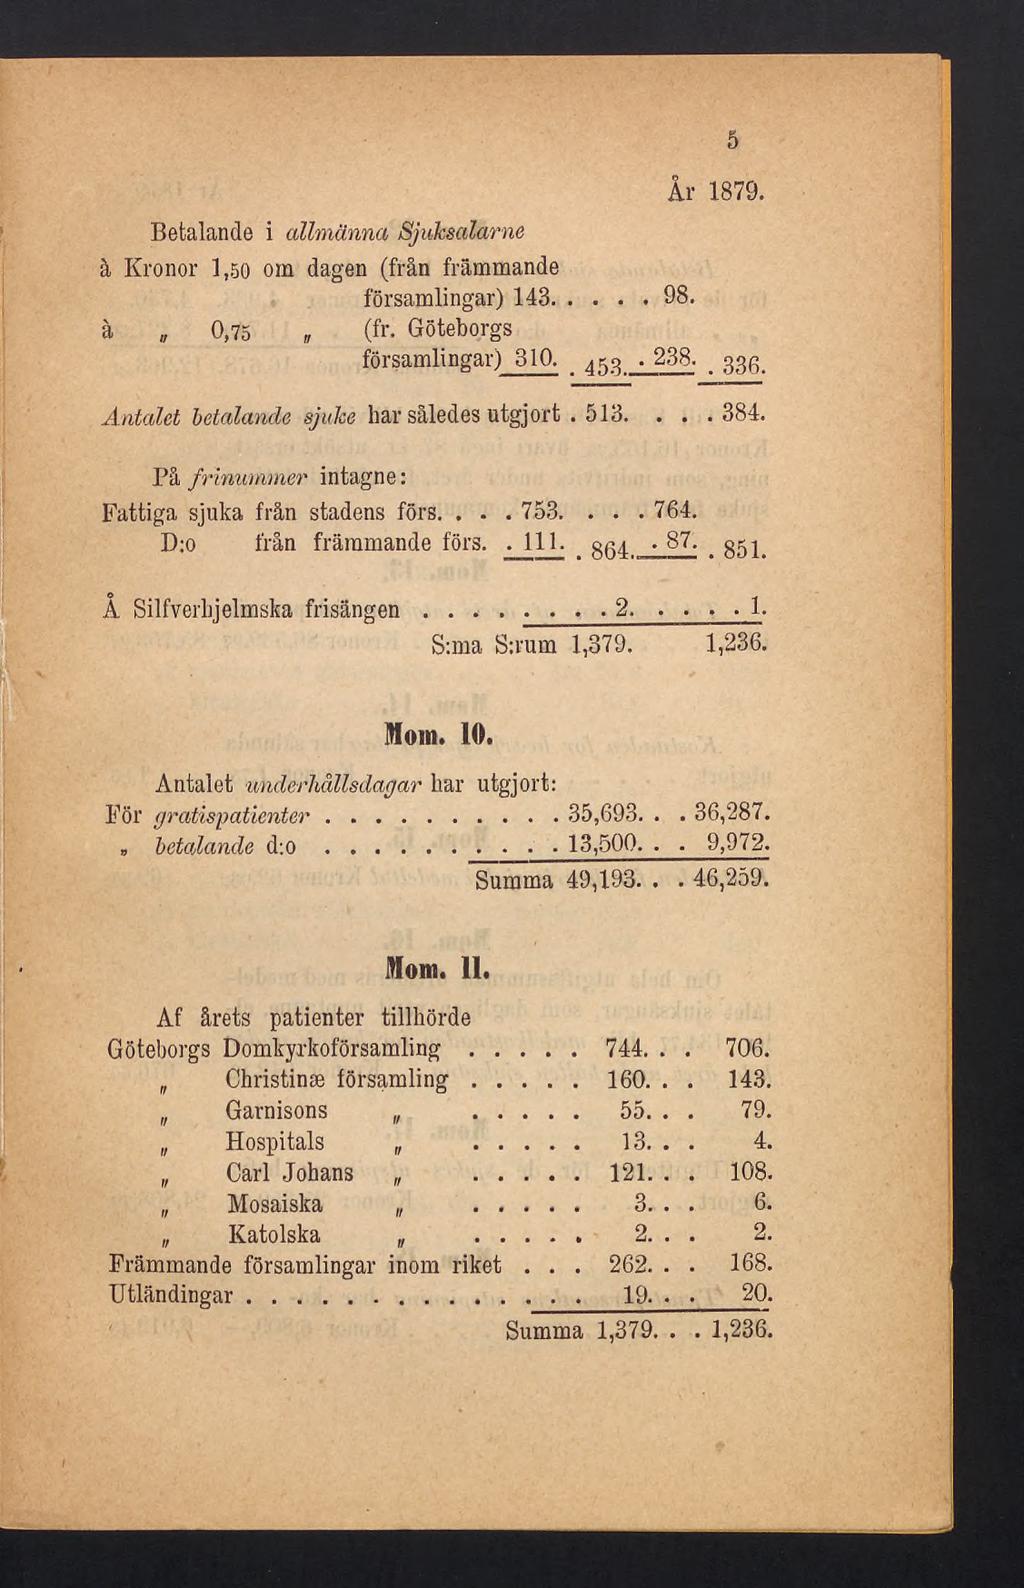 5
År 1879.
Betalande i allmänna Sjuksalarne
à Kronor 1,50 om dagen (från främmande
församlingar) 143. . . . . 98.
à „ 0,75 „ (fr. Göteborgs
församlingar) 310. . 453. . 238. . 336.
Antalet betalande sjuke har således utgjort . 513. . . . 384.
På frinummer intagne:
Fattiga sjuka från stadens förs. . . . 753. . . . 764.
D:o från främmande förs. . 111. . 864. . 87. . 851.
Å Silfverhjelmska frisängen . . . . . . . . 2. . . . . 1.
S:ma S:rum 1,379. 1,236.
Mom. 10.
Antalet underhållsdagar har utgjort:
För gratispatienter . . . . . . . . . . 35,693. . . 36,287.
„ betalande d:o . . . . . . . . . . 13,500. . . 9,972.
Summa 49,193. . . 46,259.
Mom. 11.
Af årets patienter tillhörde
Göteborgs Domkyrkoförsamling . . . . . 744. . . 706.
„ Christinæ församling . . . . . 160. . . 143.
„ Garnisons „ . . . . . 55. . . 79.
„ Hospitals „ . . . . . 13. . . 4.
„ Carl Johans „ . . . . . 121. . . 108.
„ Mosaiska „ . . . . . 3. . . 6.
„ Katolska „ . . . . . 2. . . 2.
Främmande församlingar inom riket . . . 262. . . 168.
Utländingar . . . . . . . . . . . . . . 19. . . 20.
Summa 1,379. . . 1,236.